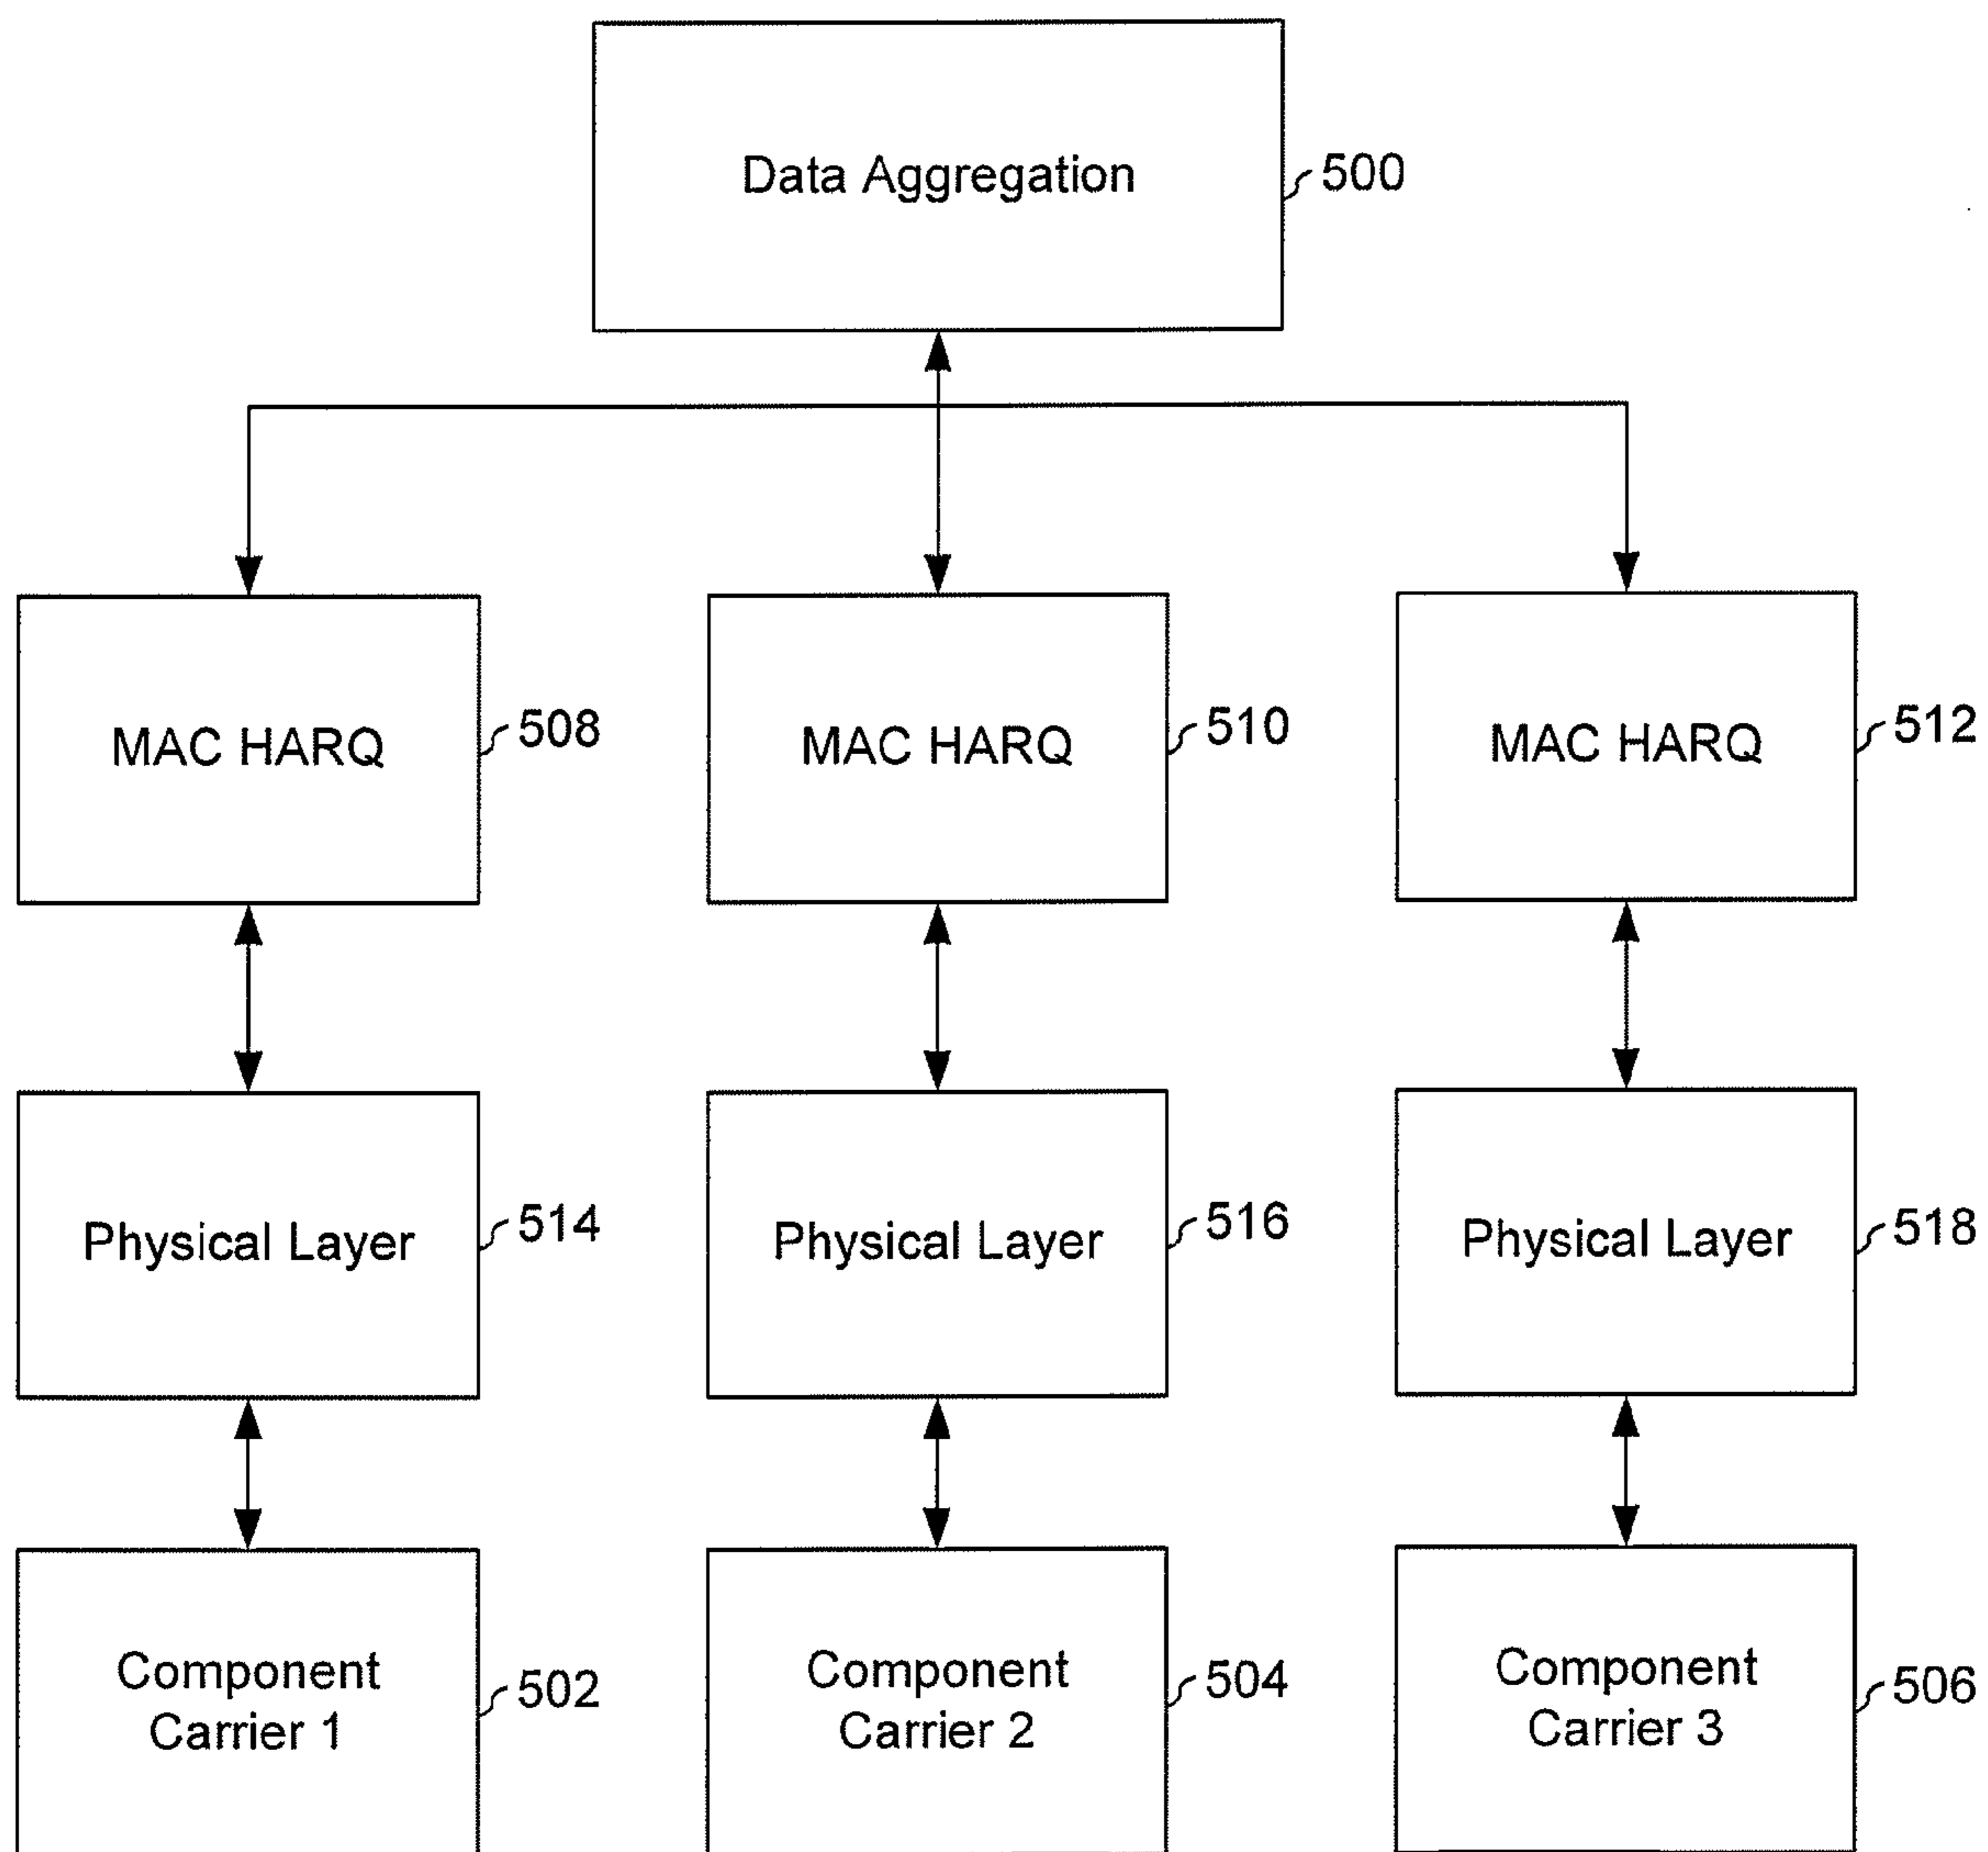 Data Aggregation
500
MAC HARQ
508
MAC HARQ
510
MAC HARQ
512
Physical Layer
514
Physical Layer
516
Physical Layer
518
Component
Carrier 1
502
Component
Carrier 2
504
Component
Carrier 3
506